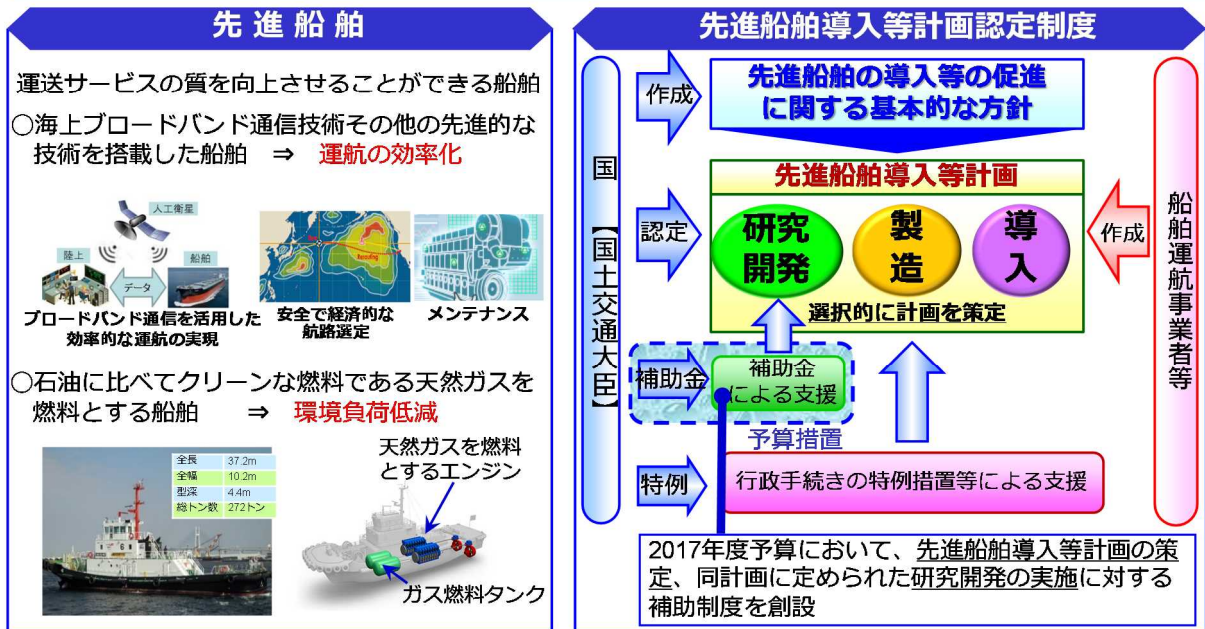 先進船舶
運送サービスの質を向上させることができる船舶
○海上ブロードバンド通信技術その他の先進的な
技術を搭載した船舶 ⇒ 運航の効率化
人工衛星
陸上
船舶
データ
ブロードバンド通信を活用した
効率的な運航の実現
安全で経済的な
航路選定
メンテナンス
○石油に比べてクリーンな燃料である天然ガスを
燃料とする船舶 ⇒ 環境負荷低減
全長 37.2m
全幅 10.2m
型深 4.4m
総トン数 272トン
天然ガスを燃料
とするエンジン
ガス燃料タンク
先進船舶導入等計画認定制度
国【国土交通大臣】
作成
先進船舶の導入等の促進
に関する基本的な方針
認定
先進船舶導入等計画
研究
開発
製造
導入
選択的に計画を策定
作成
船舶運航事業者等
補助金
補助金
による支援
予算措置
特例
行政手続きの特例措置等による支援
2017年度予算において、先進船舶導入等計画の策
定、同計画に定められた研究開発の実施に対する
補助制度を創設